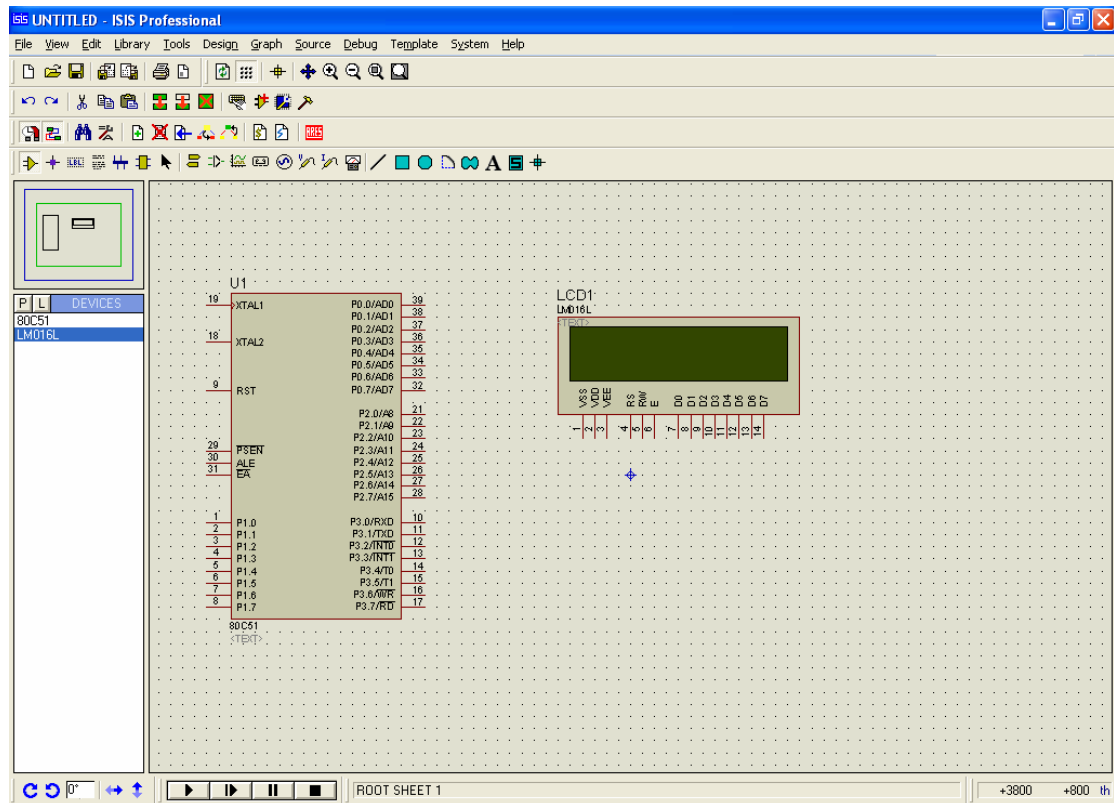 ISIS UNTITLED - ISIS Professional
File View Edit Library Tools Design Graph Source Debug Template System Help
LBL
ARES
A
S
P L DEVICES
80C51
LM016L
U1
19 XTAL1
18 XTAL2
9 RST
29 PSEN
30 ALE
31 EA
1 P1.0
2 P1.1
3 P1.2
4 P1.3
5 P1.4
6 P1.5
7 P1.6
8 P1.7
P0.0/AD0 39
P0.1/AD1 38
P0.2/AD2 37
P0.3/AD3 36
P0.4/AD4 35
P0.5/AD5 34
P0.6/AD6 33
P0.7/AD7 32
P2.0/A8 21
P2.1/A9 22
P2.2/A10 23
P2.3/A11 24
P2.4/A12 25
P2.5/A13 26
P2.6/A14 27
P2.7/A15 28
P3.0/RXD 10
P3.1/TXD 11
P3.2/INT0 12
P3.3/INT1 13
P3.4/T0 14
P3.5/T1 15
P3.6/WR 16
P3.7/RD 17
80C51
<TEXT>
LCD1
LM016L
<TEXT>
VSS VDD VEE RS RW E D0 D1 D2 D3 D4 D5 D6 D7
1 2 3 4 5 6 7 8 9 10 11 12 13 14
0°
ROOT SHEET 1
+3800 +800 th